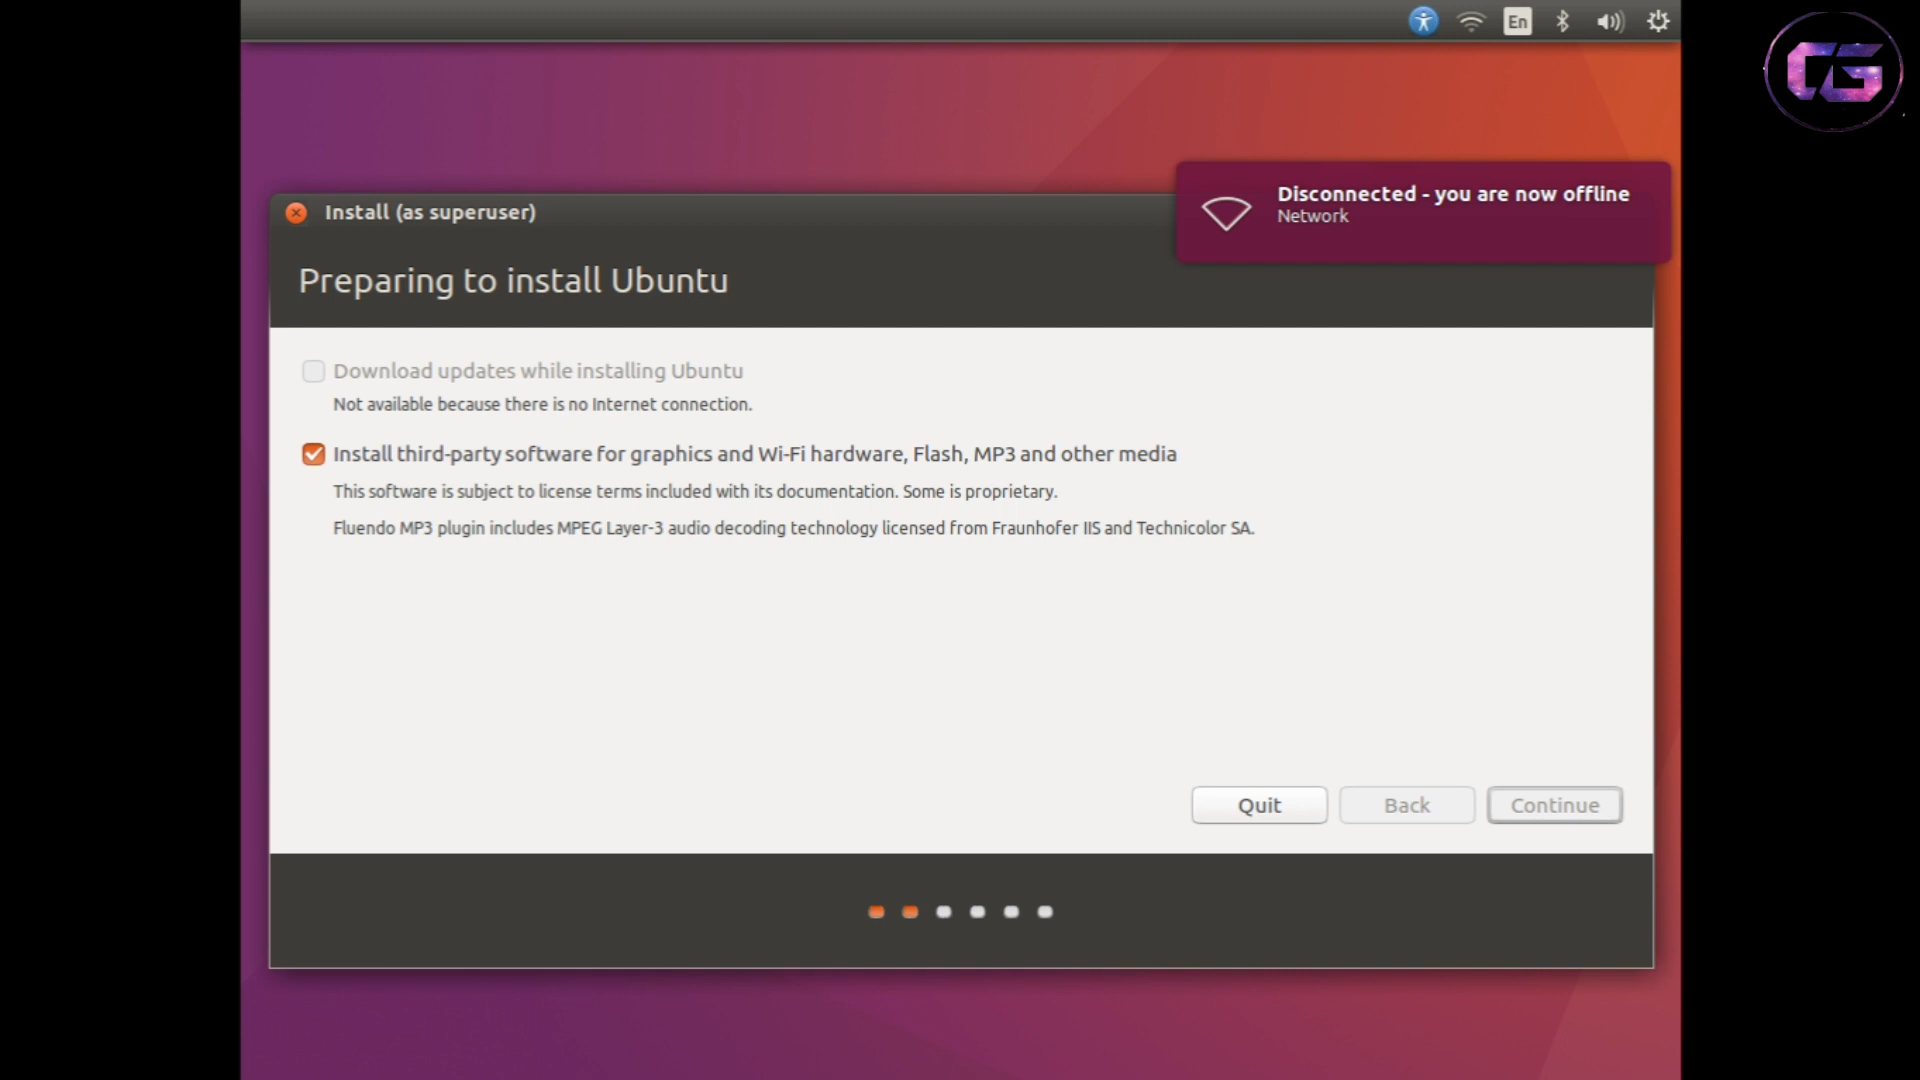 En
CG
Disconnected - you are now offline
Network
Install (as superuser)
Preparing to install Ubuntu
Download updates while installing Ubuntu
Not available because there is no Internet connection.
Install third-party software for graphics and Wi-Fi hardware, Flash, MP3 and other media
This software is subject to license terms included with its documentation. Some is proprietary.
Fluendo MP3 plugin includes MPEG Layer-3 audio decoding technology licensed from Fraunhofer IIS and Technicolor SA.
Quit
Back
Continue